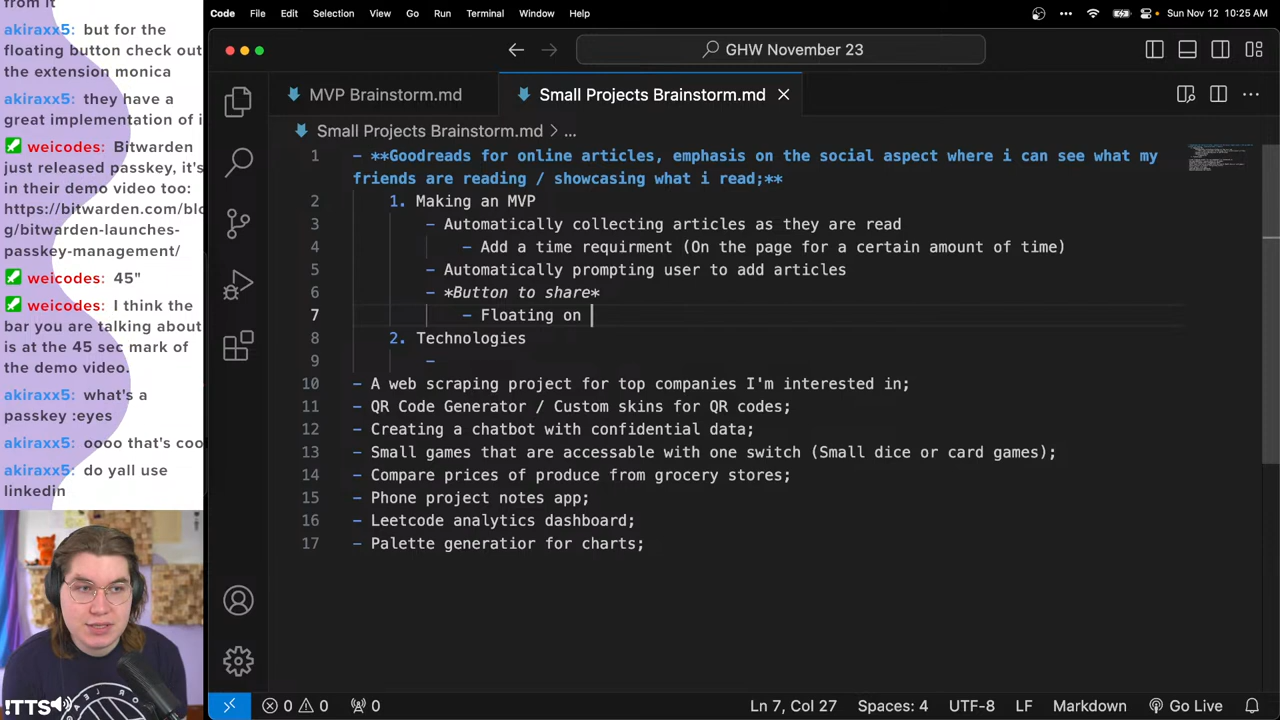 from it
akiraxx5: but for the
floating button check out
the extension monica
akiraxx5: they have a
great implementation of i
weicodes: Bitwarden
just released passkey, it's
in their demo video too:
https://bitwarden.com/blo
g/bitwarden-launches-
passkey-management/
weicodes: 45"
weicodes: I think the
bar you are talking about
is at the 45 sec mark of
the demo video.
akiraxx5: what's a
passkey :eyes
akiraxx5: oooo that's coo
akiraxx5: do yall use
linkedin
!TTS
Code File Edit Selection View Go Run Terminal Window Help
Sun Nov 12 10:25 AM
GHW November 23
MVP Brainstorm.md
Small Projects Brainstorm.md
Small Projects Brainstorm.md > ...
1 - **Goodreads for online articles, emphasis on the social aspect where i can see what my
friends are reading / showcasing what i read;**
2 1. Making an MVP
3 - Automatically collecting articles as they are read
4 - Add a time requirment (On the page for a certain amount of time)
5 - Automatically prompting user to add articles
6 - *Button to share*
7 - Floating on
8 2. Technologies
9 -
10 - A web scraping project for top companies I'm interested in;
11 - QR Code Generator / Custom skins for QR codes;
12 - Creating a chatbot with confidential data;
13 - Small games that are accessable with one switch (Small dice or card games);
14 - Compare prices of produce from grocery stores;
15 - Phone project notes app;
16 - Leetcode analytics dashboard;
17 - Palette generatior for charts;
0 0 0
Ln 7, Col 27 Spaces: 4 UTF-8 LF Markdown Go Live